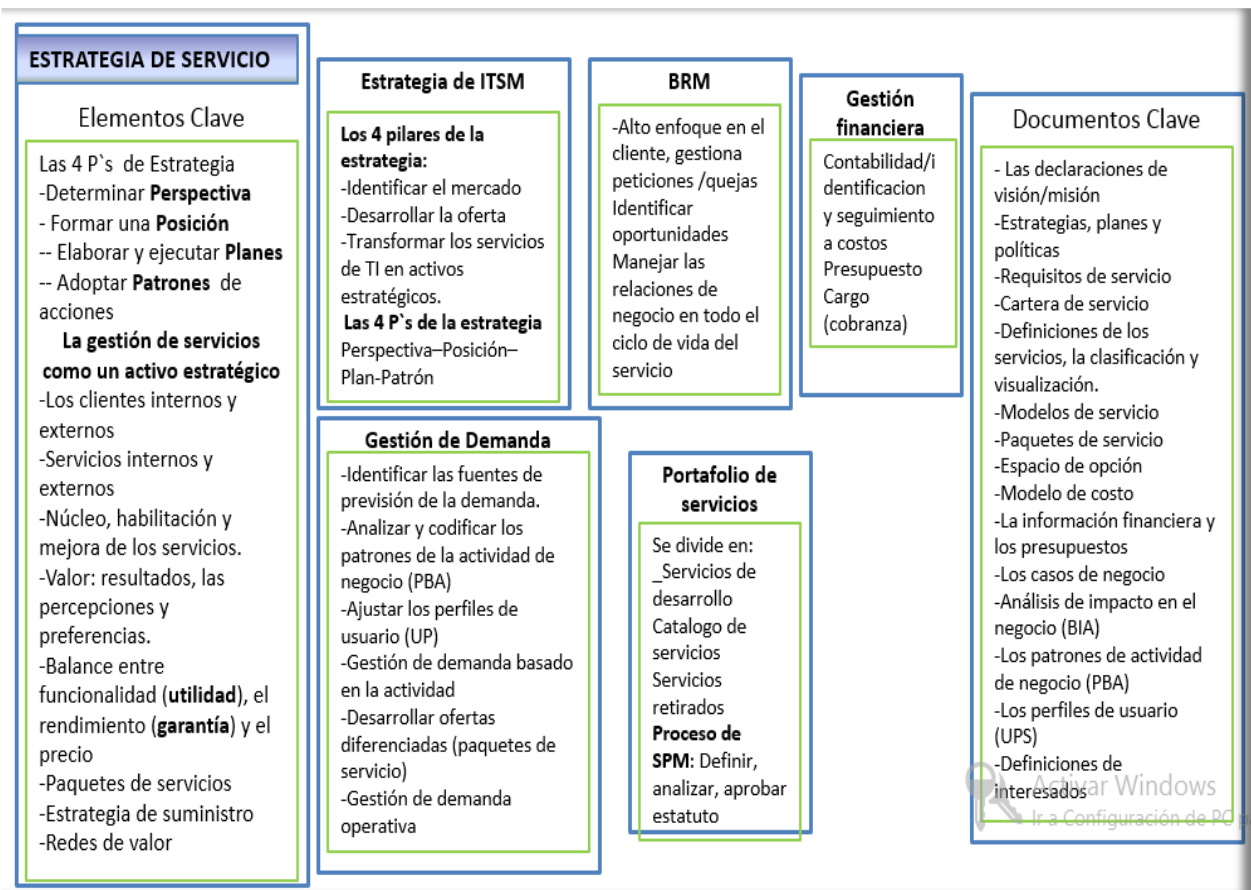 ESTRATEGIA DE SERVICIO
Elementos Clave
Las 4 P`s de Estrategia
-Determinar Perspectiva
- Formar una Posición
-- Elaborar y ejecutar Planes
-- Adoptar Patrones de
acciones
La gestión de servicios
como un activo estratégico
-Los clientes internos y
externos
-Servicios internos y
externos
-Núcleo, habilitación y
mejora de los servicios.
-Valor: resultados, las
percepciones y
preferencias.
-Balance entre
funcionalidad (utilidad), el
rendimiento (garantía) y el
precio
-Paquetes de servicios
-Estrategia de suministro
-Redes de valor
Estrategia de ITSM
Los 4 pilares de la
estrategia:
-Identificar el mercado
-Desarrollar la oferta
-Transformar los servicios
de TI en activos
estratégicos.
Las 4 P`s de la estrategia
Perspectiva–Posición–
Plan-Patrón
BRM
-Alto enfoque en el
cliente, gestiona
peticiones /quejas
Identificar
oportunidades
Manejar las
relaciones de
negocio en todo el
ciclo de vida del
servicio
Gestión
financiera
Contabilidad/i
dentificacion
y seguimiento
a costos
Presupuesto
Cargo
(cobranza)
Gestión de Demanda
-Identificar las fuentes de
previsión de la demanda.
-Analizar y codificar los
patrones de la actividad de
negocio (PBA)
-Ajustar los perfiles de
usuario (UP)
-Gestión de demanda basado
en la actividad
-Desarrollar ofertas
diferenciadas (paquetes de
servicio)
-Gestión de demanda
operativa
Portafolio de
servicios
Se divide en:
_Servicios de
desarrollo
Catalogo de
servicios
Servicios
retirados
Proceso de
SPM: Definir,
analizar, aprobar
estatuto
Documentos Clave
- Las declaraciones de
visión/misión
-Estrategias, planes y
políticas
-Requisitos de servicio
-Cartera de servicio
-Definiciones de los
servicios, la clasificación y
visualización.
-Modelos de servicio
-Paquetes de servicio
-Espacio de opción
-Modelo de costo
-La información financiera y
los presupuestos
-Los casos de negocio
-Análisis de impacto en el
negocio (BIA)
-Los patrones de actividad
de negocio (PBA)
-Los perfiles de usuario
(UPS)
-Definiciones de
interesados
Activar Windows
Ir a Configuración de PC p